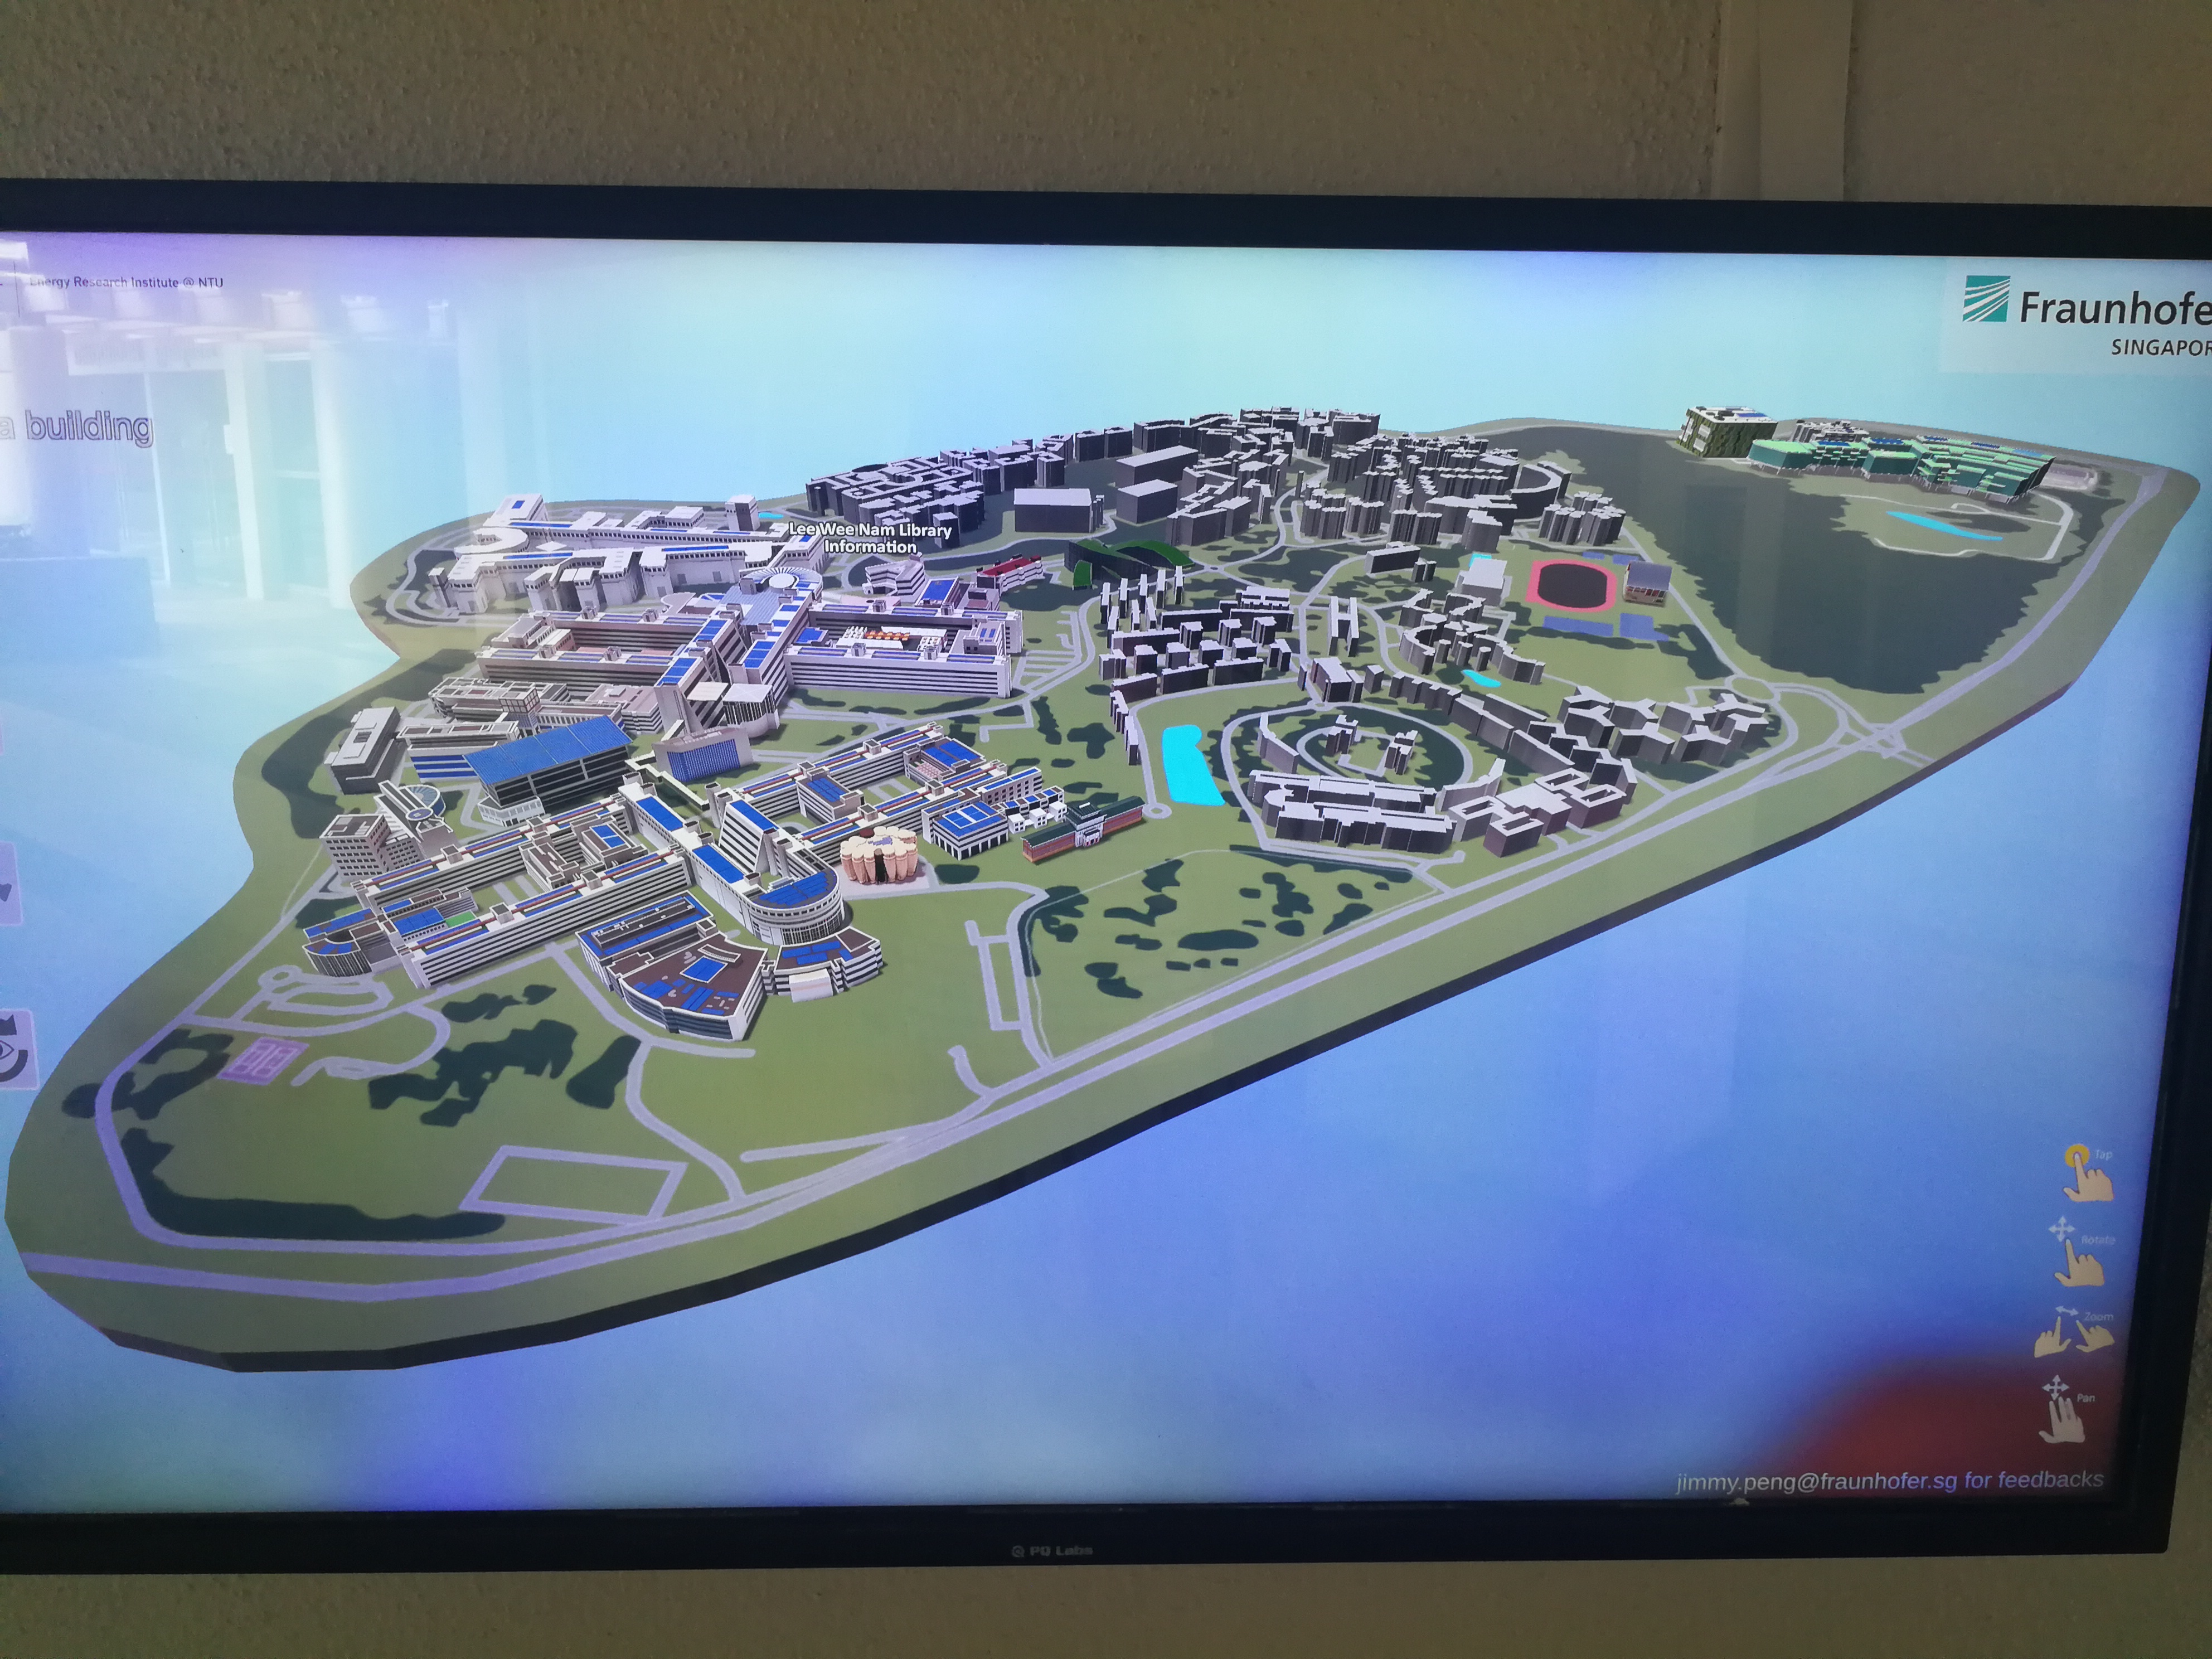 Energy Research Institute @ NTU
Fraunhofe
SINGAPOR
a building
Lee Wee Nam Library
Information
Tap
Rotate
Zoom
Pan
jimmy.peng@fraunhofer.sg for feedbacks
PQ Labs